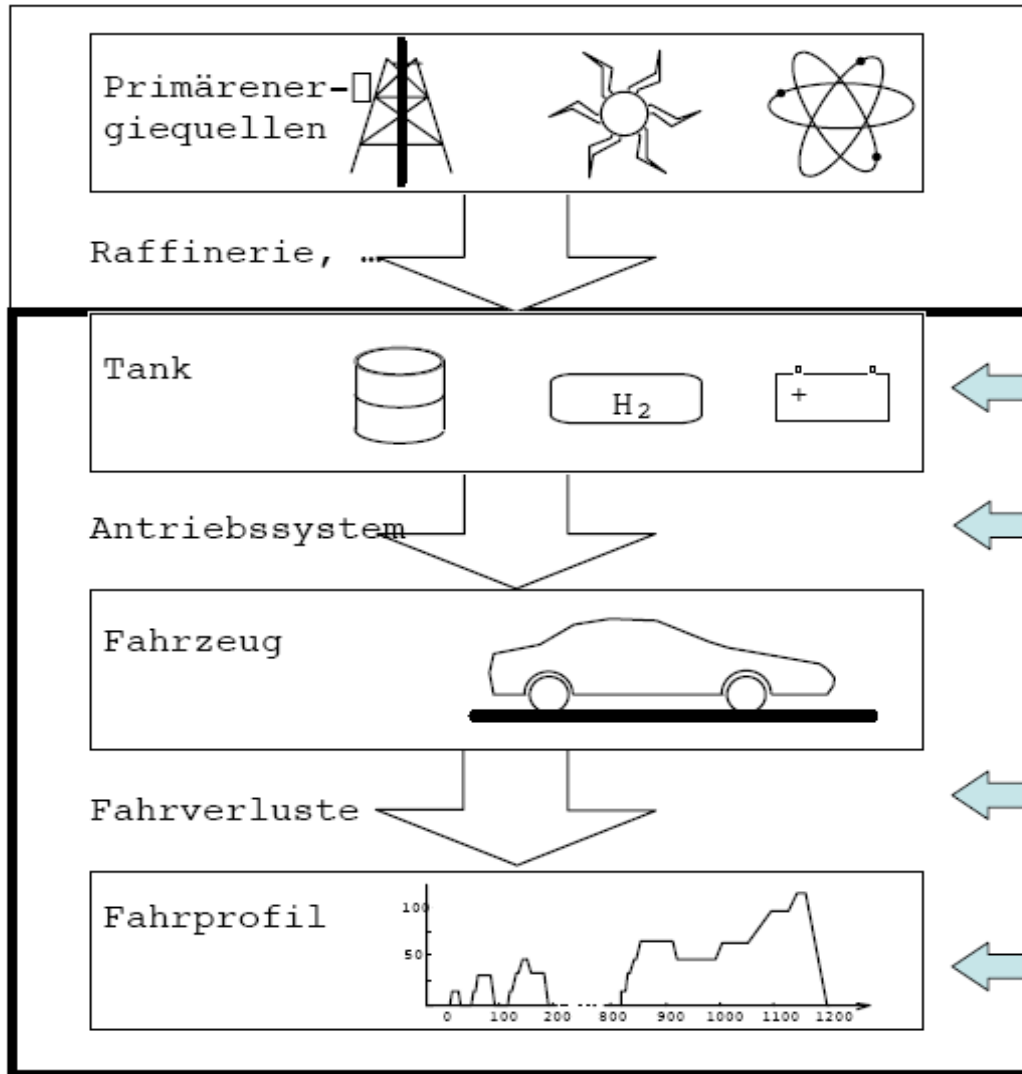 Primärener-
giequellen
Raffinerie, …
Tank
H₂
+
Antriebssystem
Fahrzeug
Fahrverluste
Fahrprofil
100
50
0 100 200 800 900 1000 1100 1200